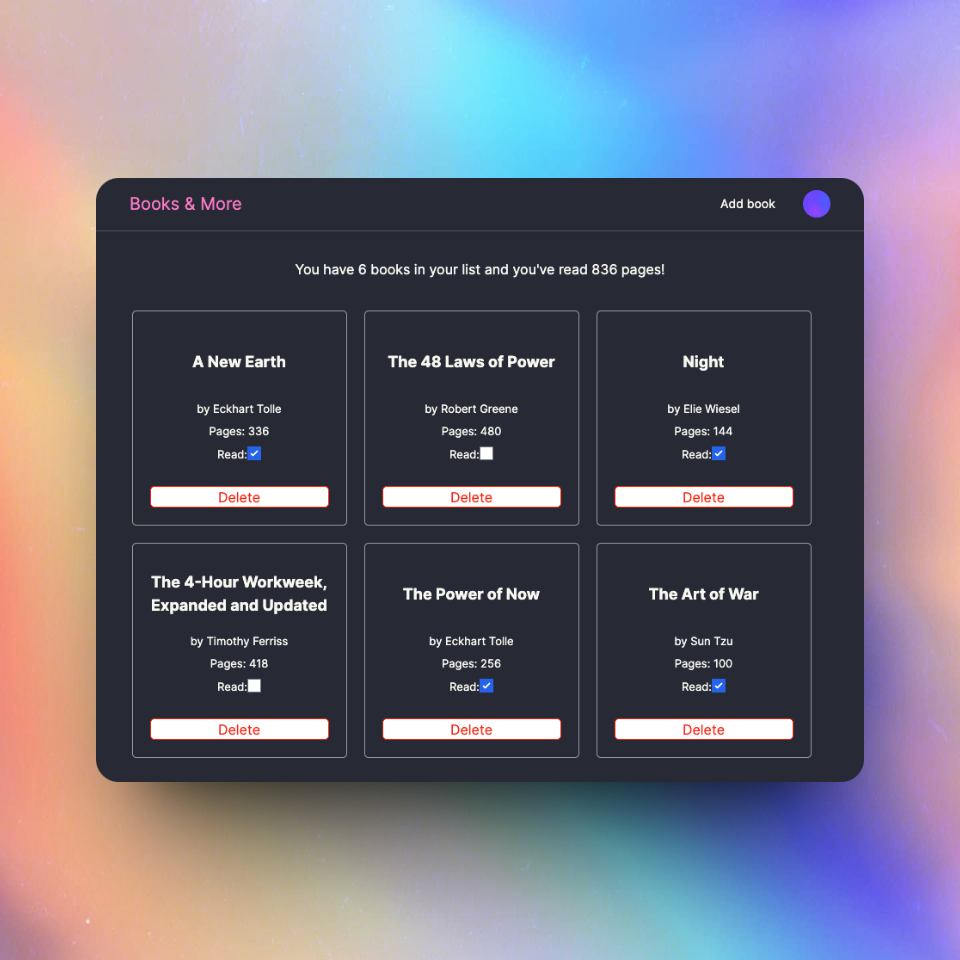 Books & More
Add book
You have 6 books in your list and you've read 836 pages!
A New Earth
by Eckhart Tolle
Pages: 336
Read:
Delete
The 48 Laws of Power
by Robert Greene
Pages: 480
Read:
Delete
Night
by Elie Wiesel
Pages: 144
Read:
Delete
The 4-Hour Workweek,
Expanded and Updated
by Timothy Ferriss
Pages: 418
Read:
Delete
The Power of Now
by Eckhart Tolle
Pages: 256
Read:
Delete
The Art of War
by Sun Tzu
Pages: 100
Read:
Delete